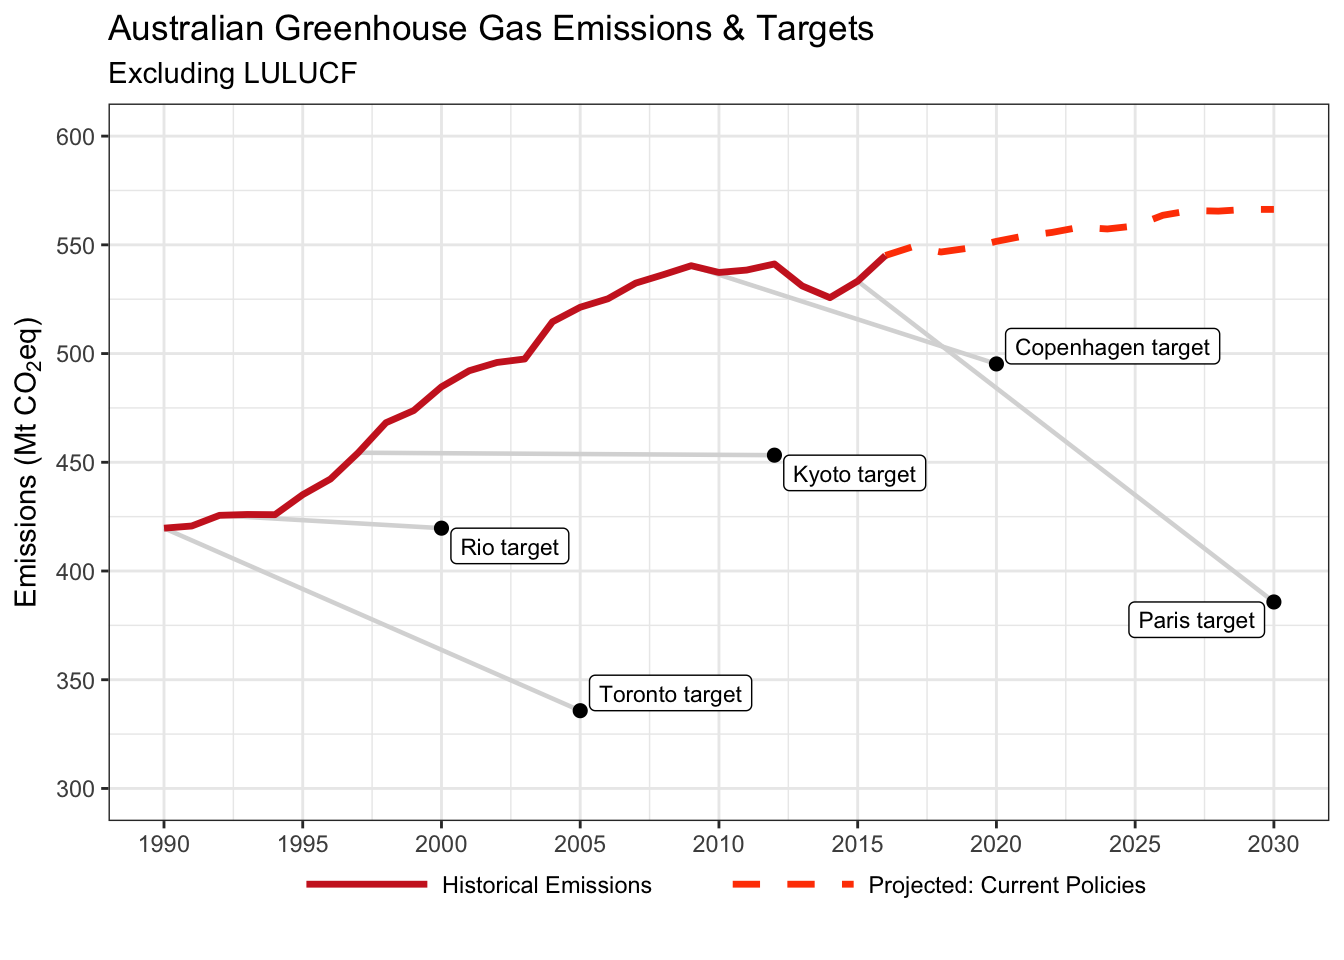 Australian Greenhouse Gas Emissions & Targets
Excluding LULUCF
Emissions (Mt CO₂eq)
600
550
500
450
400
350
300
Copenhagen target
Kyoto target
Rio target
Paris target
Toronto target
1990 1995 2000 2005 2010 2015 2020 2025 2030
Historical Emissions Projected: Current Policies